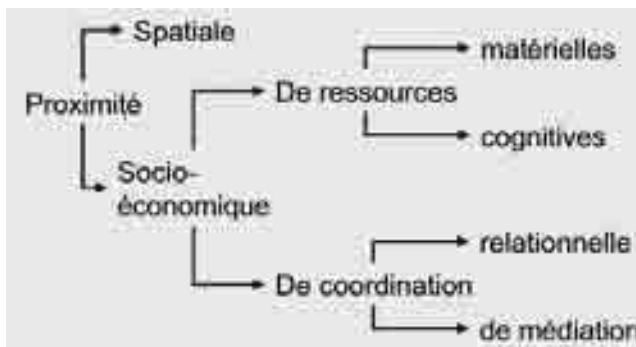 Spatiale
matérielles
Proximité
De ressources
cognitives
Socio-
économique
relationnelle
De coordination
de médiation